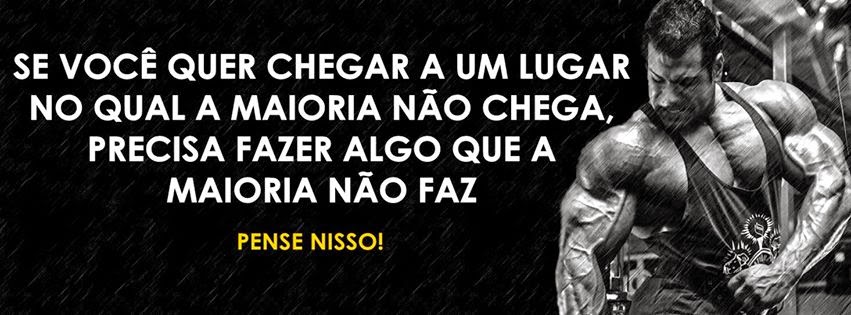 SE VOCÊ QUER CHEGAR A UM LUGAR
NO QUAL A MAIORIA NÃO CHEGA,
PRECISA FAZER ALGO QUE A
MAIORIA NÃO FAZ
PENSE NISSO!